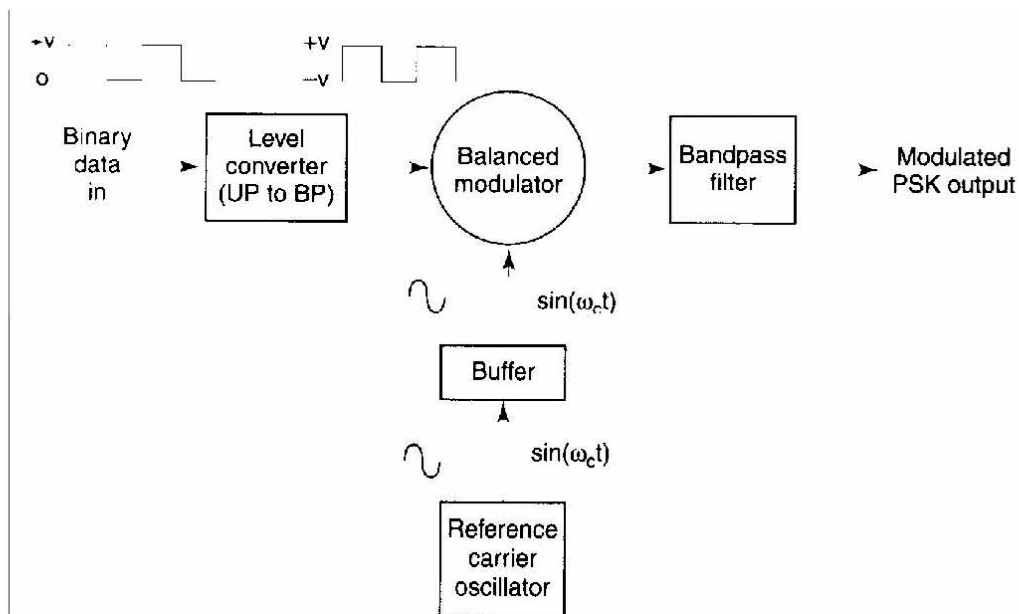 +V
+V
0
−V
Binary
data
in
Level
converter
(UP to BP)
Balanced
modulator
Bandpass
filter
Modulated
PSK output
sin(ωct)
Buffer
sin(ωct)
Reference
carrier
oscillator